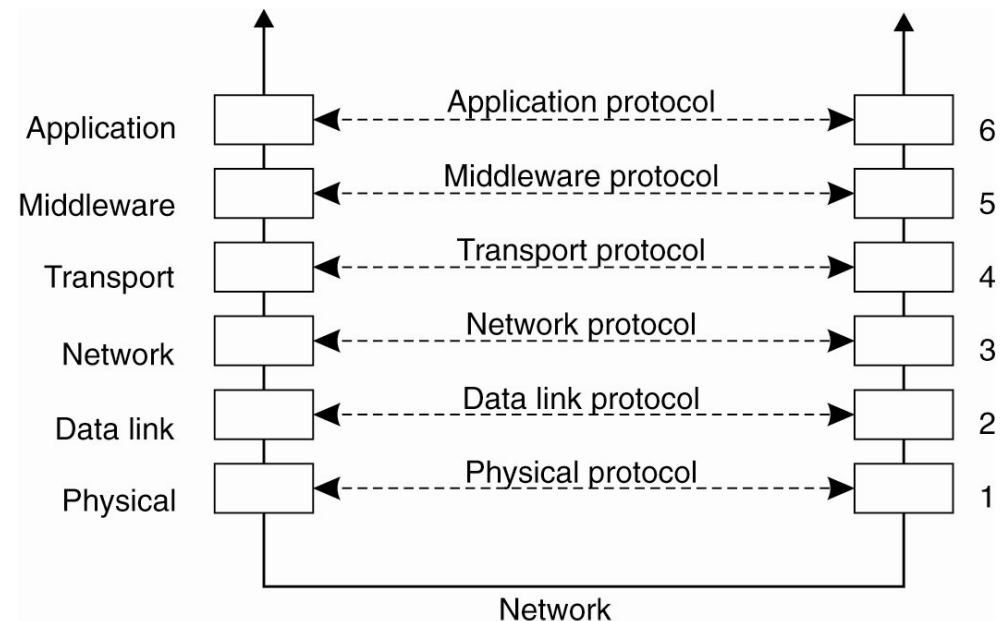 Application
Application protocol
6
Middleware
Middleware protocol
5
Transport
Transport protocol
4
Network
Network protocol
3
Data link
Data link protocol
2
Physical
Physical protocol
1
Network